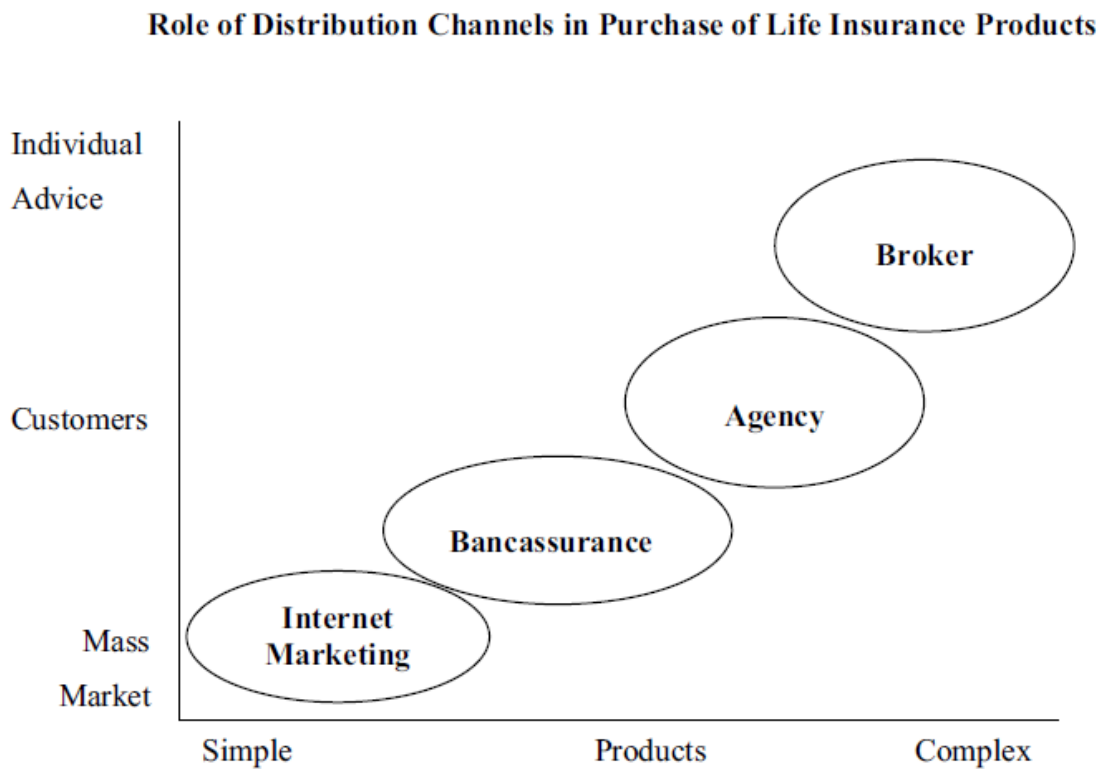 Role of Distribution Channels in Purchase of Life Insurance Products
Individual
Advice
Broker
Customers
Agency
Bancassurance
Internet
Marketing
Mass
Market
Simple
Products
Complex